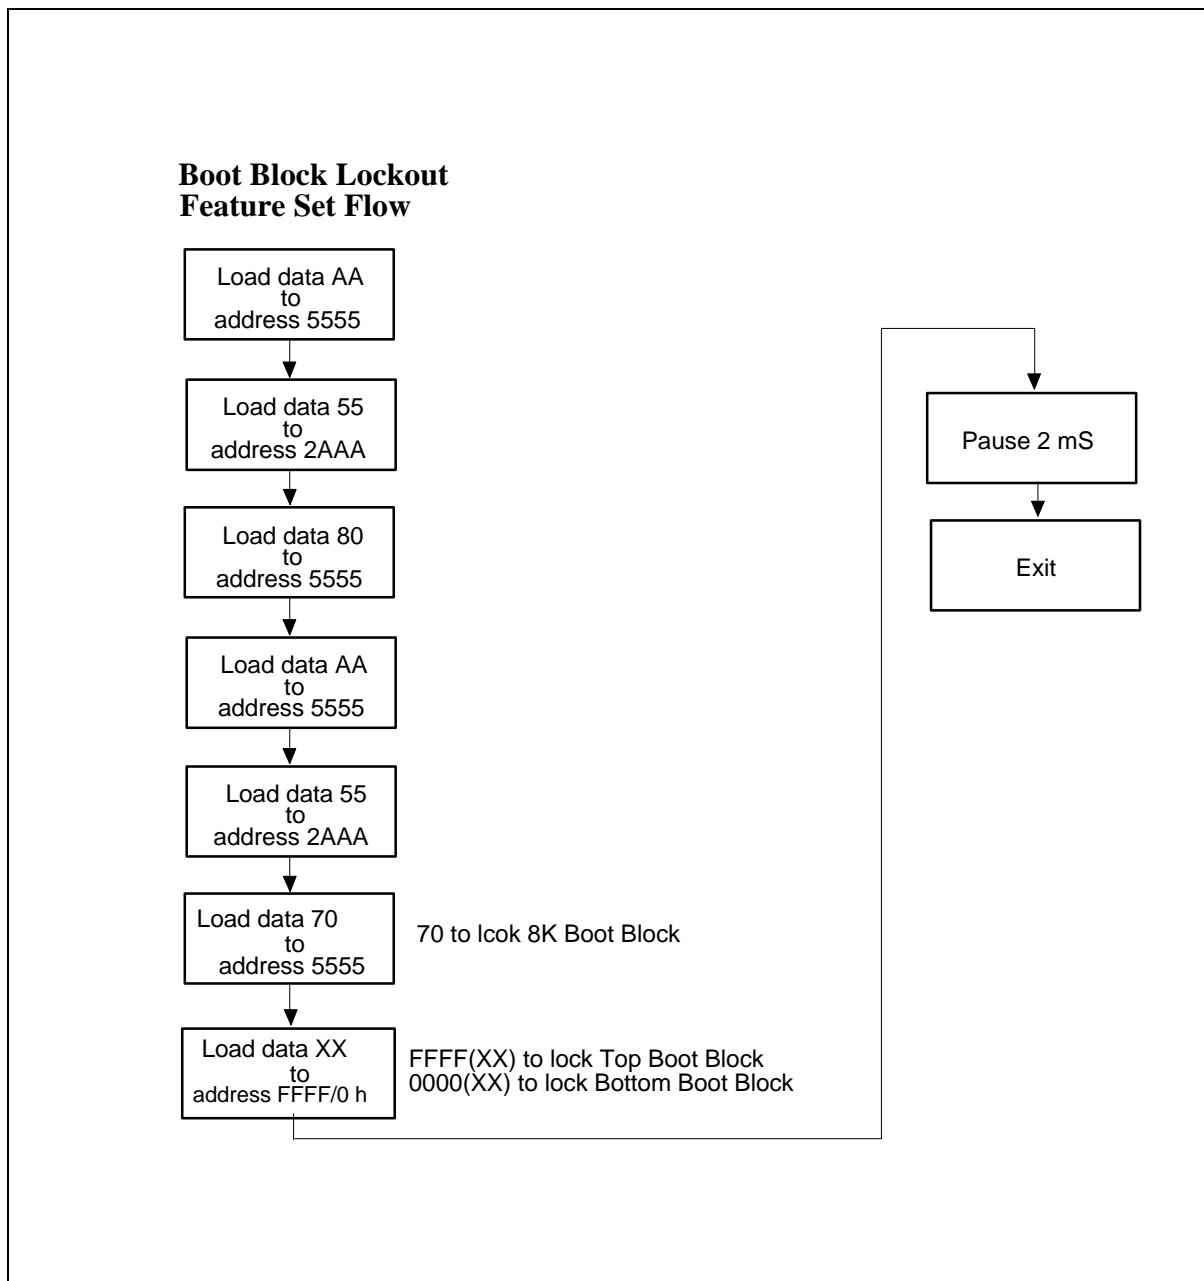 Boot Block Lockout
Feature Set Flow
Load data AA
to
address 5555
Load data 55
to
address 2AAA
Load data 80
to
address 5555
Load data AA
to
address 5555
Load data 55
to
address 2AAA
Load data 70
to
address 5555
70 to lcok 8K Boot Block
Load data XX
to
address FFFF/0 h
FFFF(XX) to lock Top Boot Block
0000(XX) to lock Bottom Boot Block
Pause 2 mS
Exit